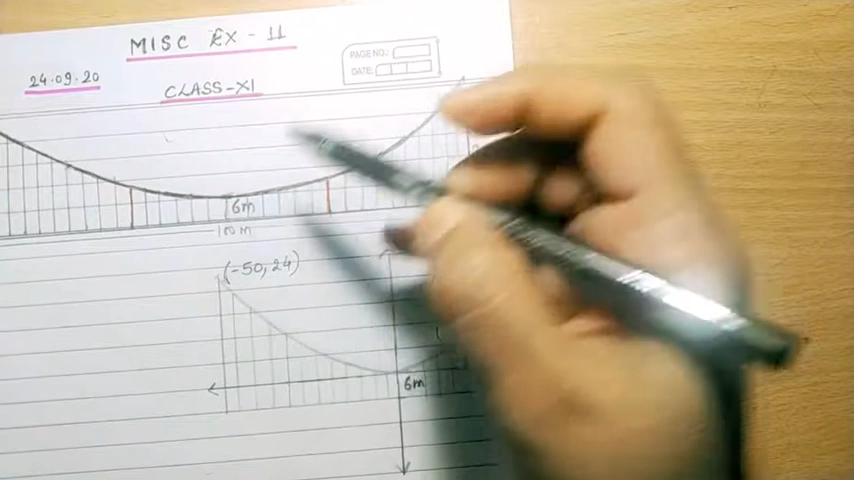 MISC EX - 11
PAGE NO.:
DATE:
24.09.20
CLASS-XI
6m
100 m
(-50, 24)
6m